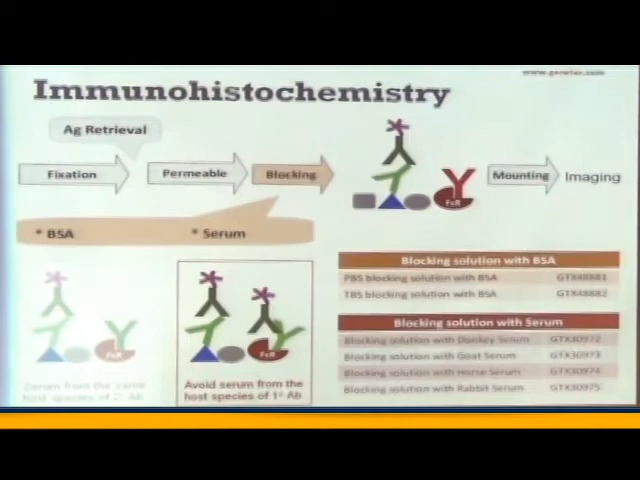 www.genetex.com
Immunohistochemistry
Ag Retrieval
Fixation
Permeable
Blocking
FcR
Mounting
Imaging
* BSA
* Serum
FcR
Serum from the same
host species of 2° Ab
FcR
Avoid serum from the
host species of 1° Ab
Blocking solution with BSA
PBS blocking solution with BSA GTX48881
TBS blocking solution with BSA GTX48882
Blocking solution with Serum
Blocking solution with Donkey Serum GTX30972
Blocking solution with Goat Serum GTX30973
Blocking solution with Horse Serum GTX30974
Blocking solution with Rabbit Serum GTX30975